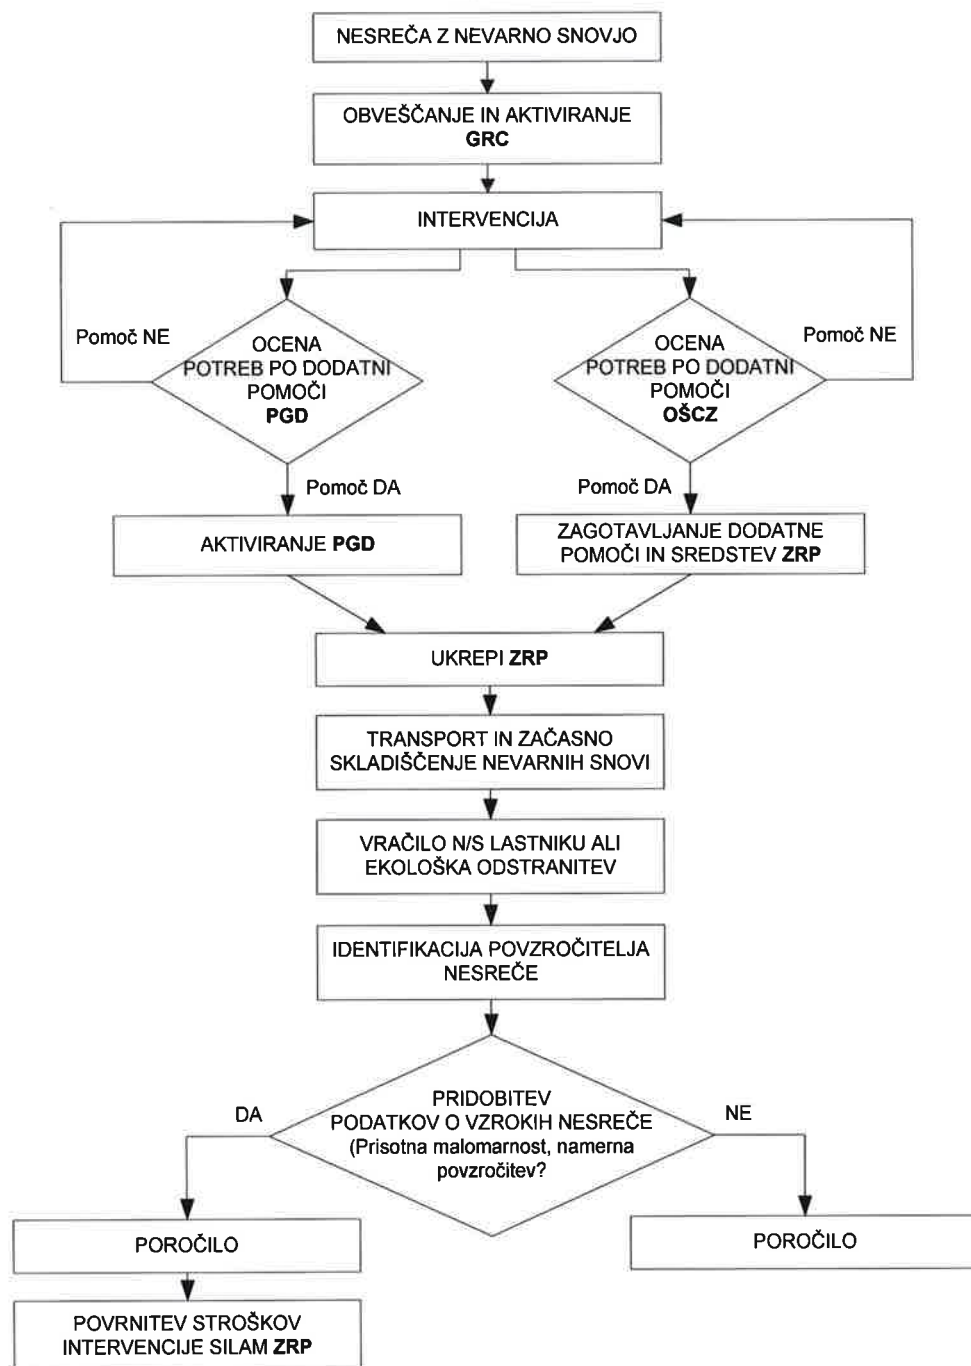 NESREČA Z NEVARNO SNOVJO
OBVEŠČANJE IN AKTIVIRANJE
GRC
INTERVENCIJA
Pomoč NE
OCENA
POTREB PO DODATNI
POMOČI
PGD
OCENA
POTREB PO DODATNI
POMOČI
OŠCZ
Pomoč NE
Pomoč DA
Pomoč DA
AKTIVIRANJE PGD
ZAGOTAVLJANJE DODATNE
POMOČI IN SREDSTEV ZRP
UKREPI ZRP
TRANSPORT IN ZAČASNO
SKLADIŠČENJE NEVARNIH SNOVI
VRAČILO N/S LASTNIKU ALI
EKOLOŠKA ODSTRANITEV
IDENTIFIKACIJA POVZROČITELJA
NESREČE
DA
PRIDOBITEV
PODATKOV O VZROKIH NESREČE
(Prisotna malomarnost, namerna
povzročitev?
NE
POROČILO
POROČILO
POVRNITEV STROŠKOV
INTERVENCIJE SILAM ZRP